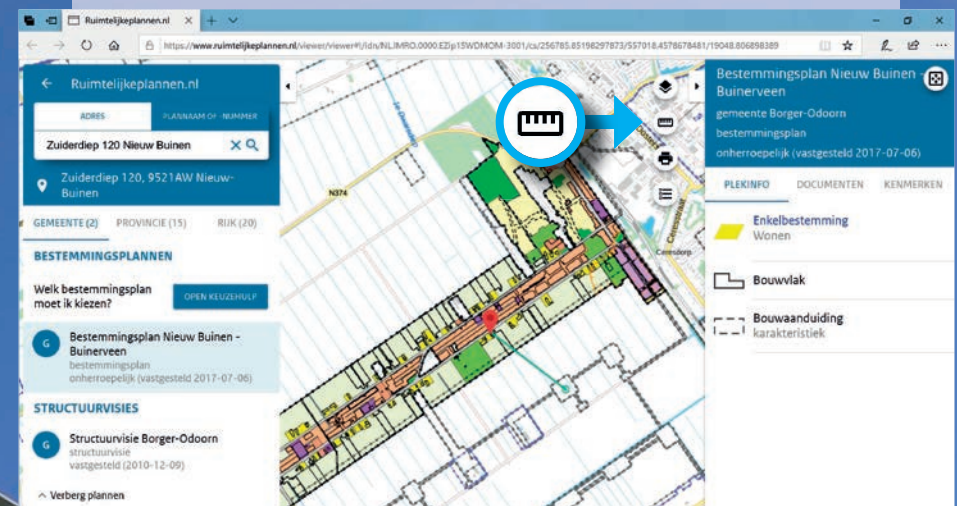 Ruimtelijkeplannen.nl
https://www.ruimtelijkeplannen.nl/viewer/viewer#!/idn/NL.IMRO.0000.EZip15WDMOM-3001/cs/256785.85198297873/557018.4578678481/19048.806898389
Ruimtelijkeplannen.nl
ADRES
PLANNAAM OF -NUMMER
Zuiderdiep 120 Nieuw Buinen
Zuiderdiep 120, 9521AW Nieuw-
Buinen
GEMEENTE (2)
PROVINCIE (15)
RIJK (20)
BESTEMMINGSPLANNEN
Welk bestemmingsplan
moet ik kiezen?
OPEN KEUZEHULP
G
Bestemmingsplan Nieuw Buinen -
Buinerveen
bestemmingsplan
onherroepelijk (vastgesteld 2017-07-06)
STRUCTUURVISIES
G
Structuurvisie Borger-Odoorn
structuurvisie
vastgesteld (2010-12-09)
Verberg plannen
N374
Ceresstraat
Ceresdorp
Bestemmingsplan Nieuw Buinen -
Buinerveen
gemeente Borger-Odoorn
bestemmingsplan
onherroepelijk (vastgesteld 2017-07-06)
PLEKINFO
DOCUMENTEN
KENMERKEN
Enkelbestemming
Wonen
Bouwvlak
Bouwaanduiding
karakteristiek